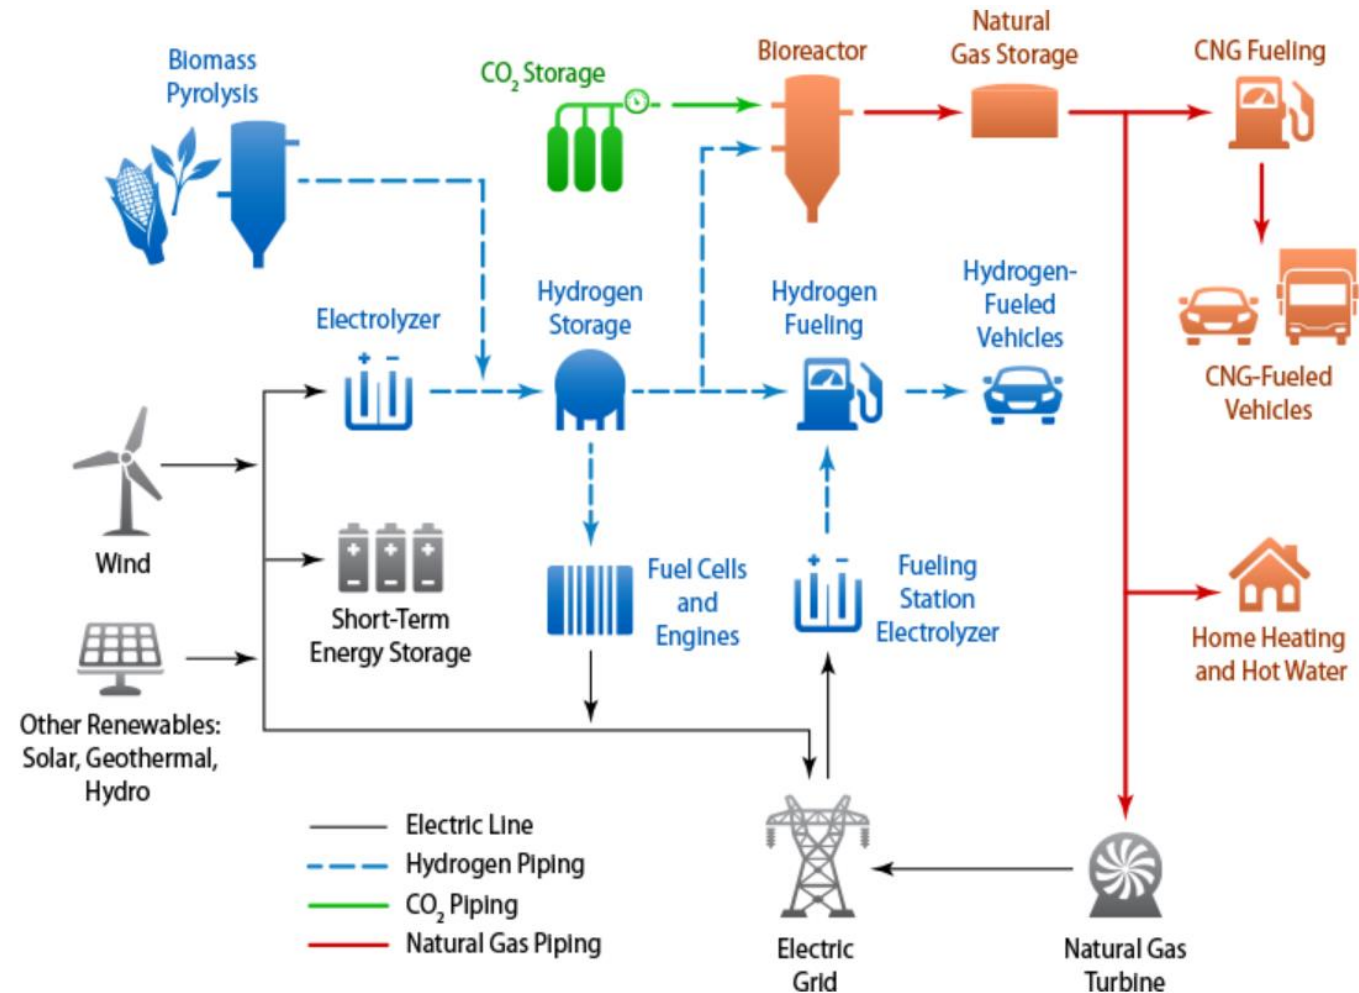 Biomass
Pyrolysis
CO2 Storage
Bioreactor
Natural
Gas Storage
CNG Fueling
Electrolyzer
Hydrogen
Storage
Hydrogen
Fueling
Hydrogen-
Fueled
Vehicles
CNG-Fueled
Vehicles
Wind
Short-Term
Energy Storage
Fuel Cells
and
Engines
Fueling
Station
Electrolyzer
Home Heating
and Hot Water
Other Renewables:
Solar, Geothermal,
Hydro
Electric Line
Hydrogen Piping
CO2 Piping
Natural Gas Piping
Electric
Grid
Natural Gas
Turbine